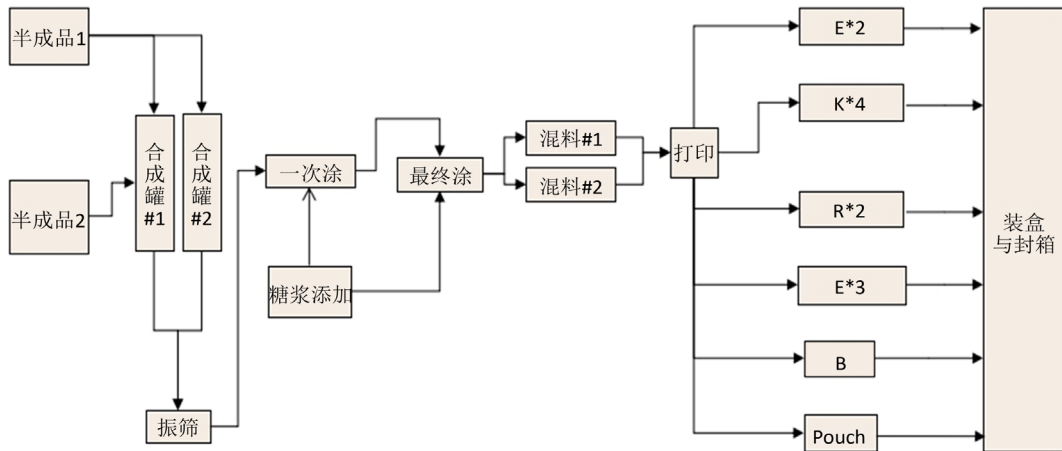 半成品1
半成品2
合成罐#1
合成罐#2
振筛
一次涂
糖浆添加
最终涂
混料#1
混料#2
打印
E*2
K*4
R*2
E*3
B
Pouch
装盒
与封箱